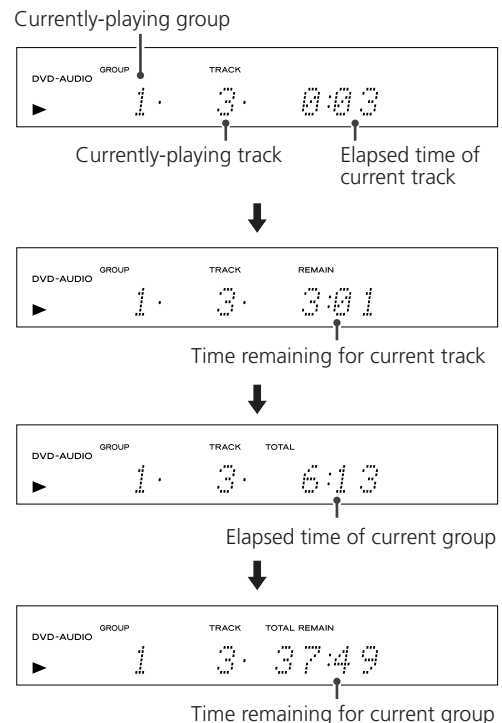 Currently-playing group
GROUP TRACK
DVD-AUDIO
1· 3· 0:03
Currently-playing track
Elapsed time of
current track
GROUP TRACK REMAIN
DVD-AUDIO
1· 3· 3:01
Time remaining for current track
GROUP TRACK TOTAL
DVD-AUDIO
1· 3· 6:13
Elapsed time of current group
GROUP TRACK TOTAL REMAIN
DVD-AUDIO
1 3· 37:49
Time remaining for current group